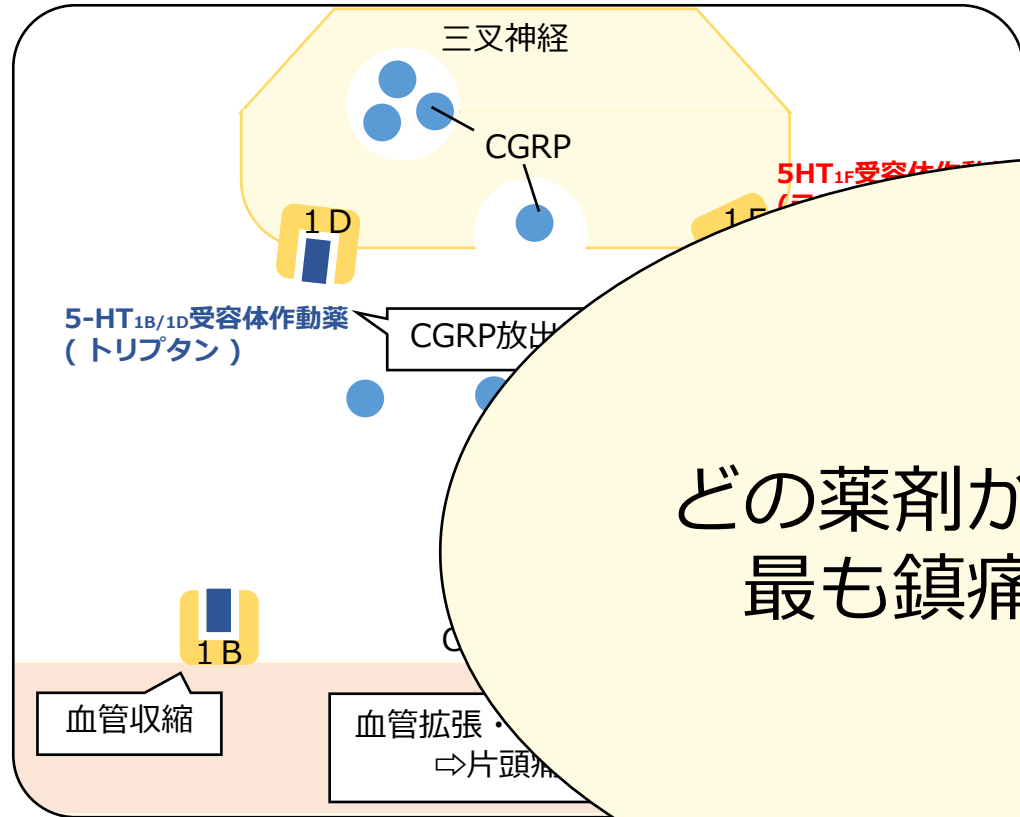 三叉神経
CGRP
5HT1F受容体作動
1D
1F
5-HT1B/1D受容体作動薬
( トリプタン )
CGRP放出
どの薬剤が
最も鎮痛
C
1B
血管収縮
血管拡張・
⇨片頭痛